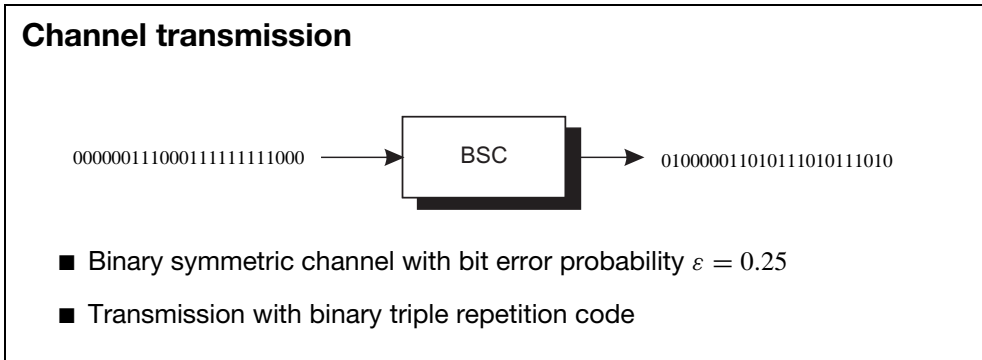 Channel transmission
000000111000111111111000
BSC
010000011010111010111010
■ Binary symmetric channel with bit error probability ε = 0.25
■ Transmission with binary triple repetition code